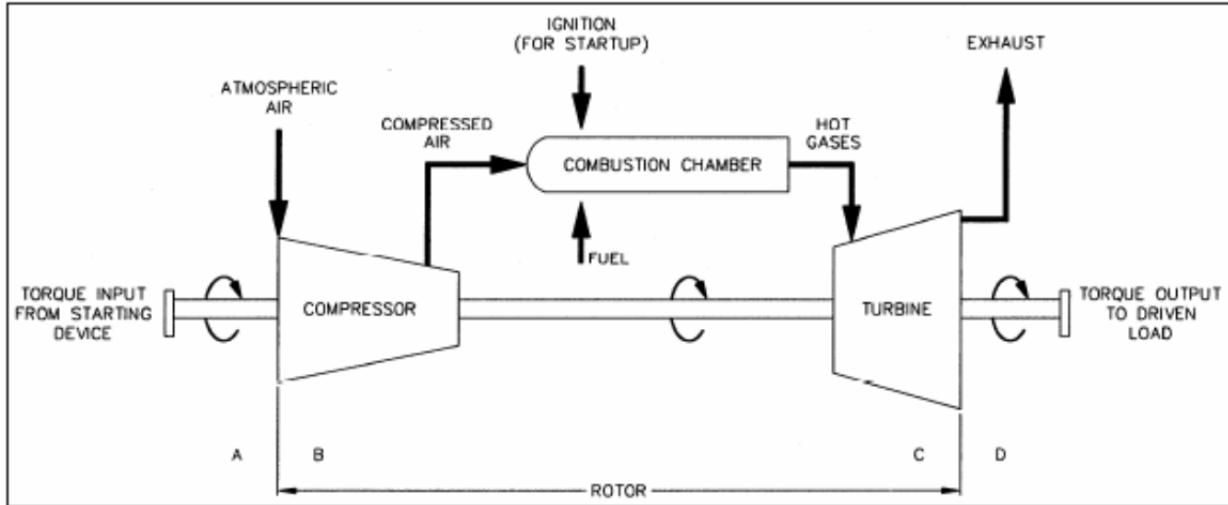 IGNITION
(FOR STARTUP)
EXHAUST
ATMOSPHERIC
AIR
COMPRESSED
AIR
HOT
GASES
COMBUSTION CHAMBER
FUEL
TORQUE INPUT
FROM STARTING
DEVICE
COMPRESSOR
TURBINE
TORQUE OUTPUT
TO DRIVEN
LOAD
A B C D
ROTOR